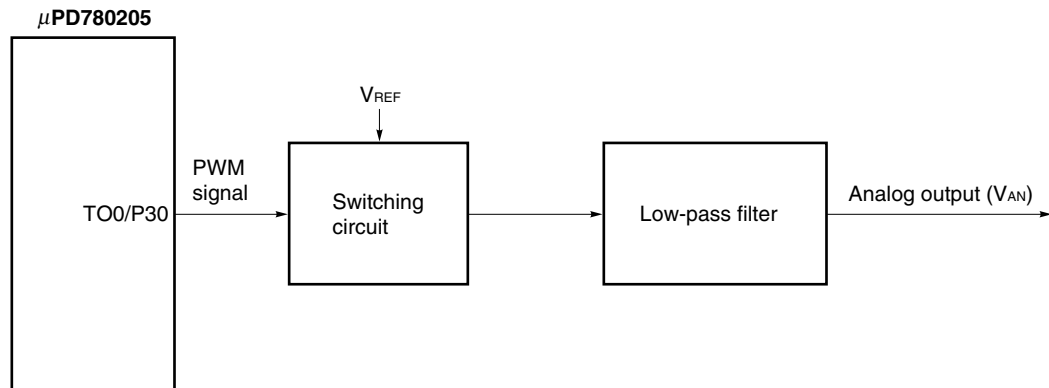 μPD780205
VREF
PWM
signal
TO0/P30
Switching
circuit
Low-pass filter
Analog output (VAN)